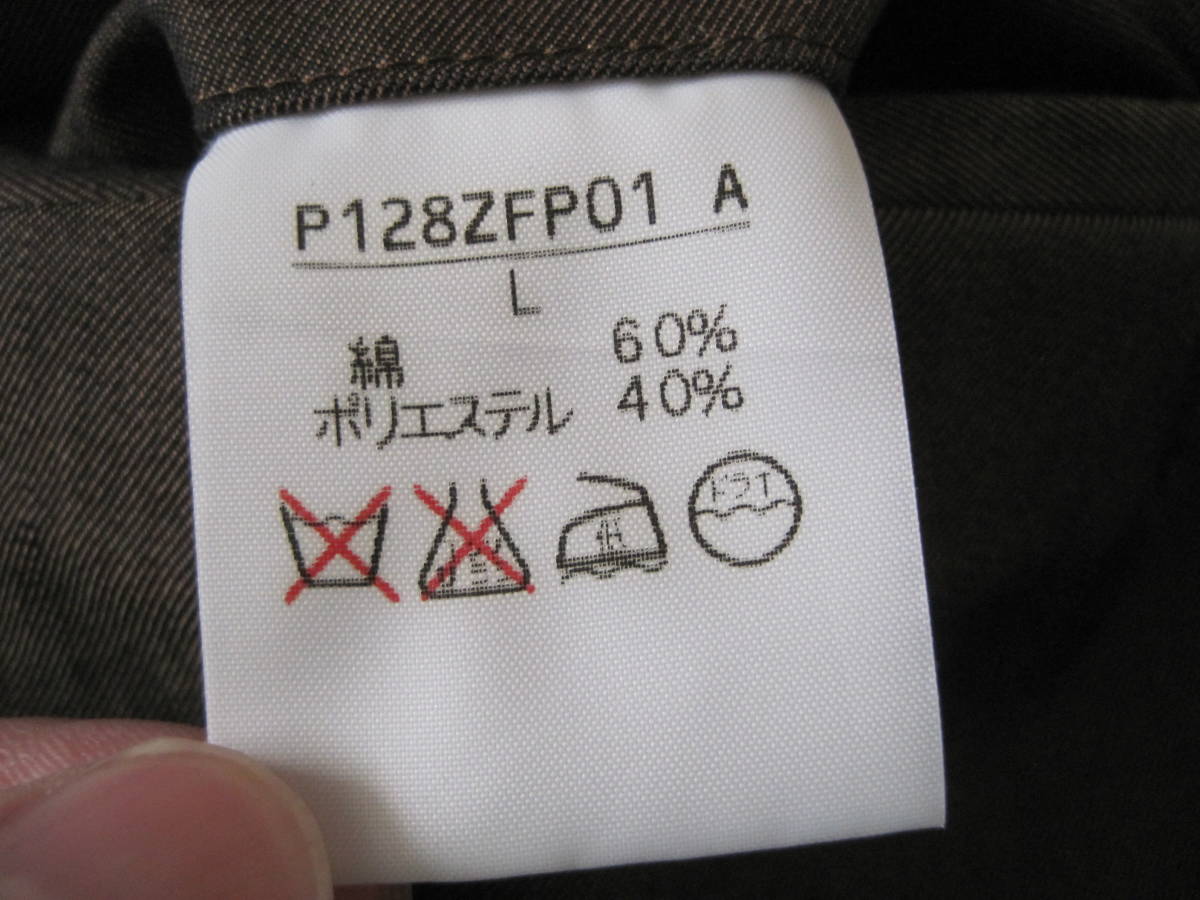 P128ZFP01 A
L
綿 60%
ポリエステル 40%
低 ドライ